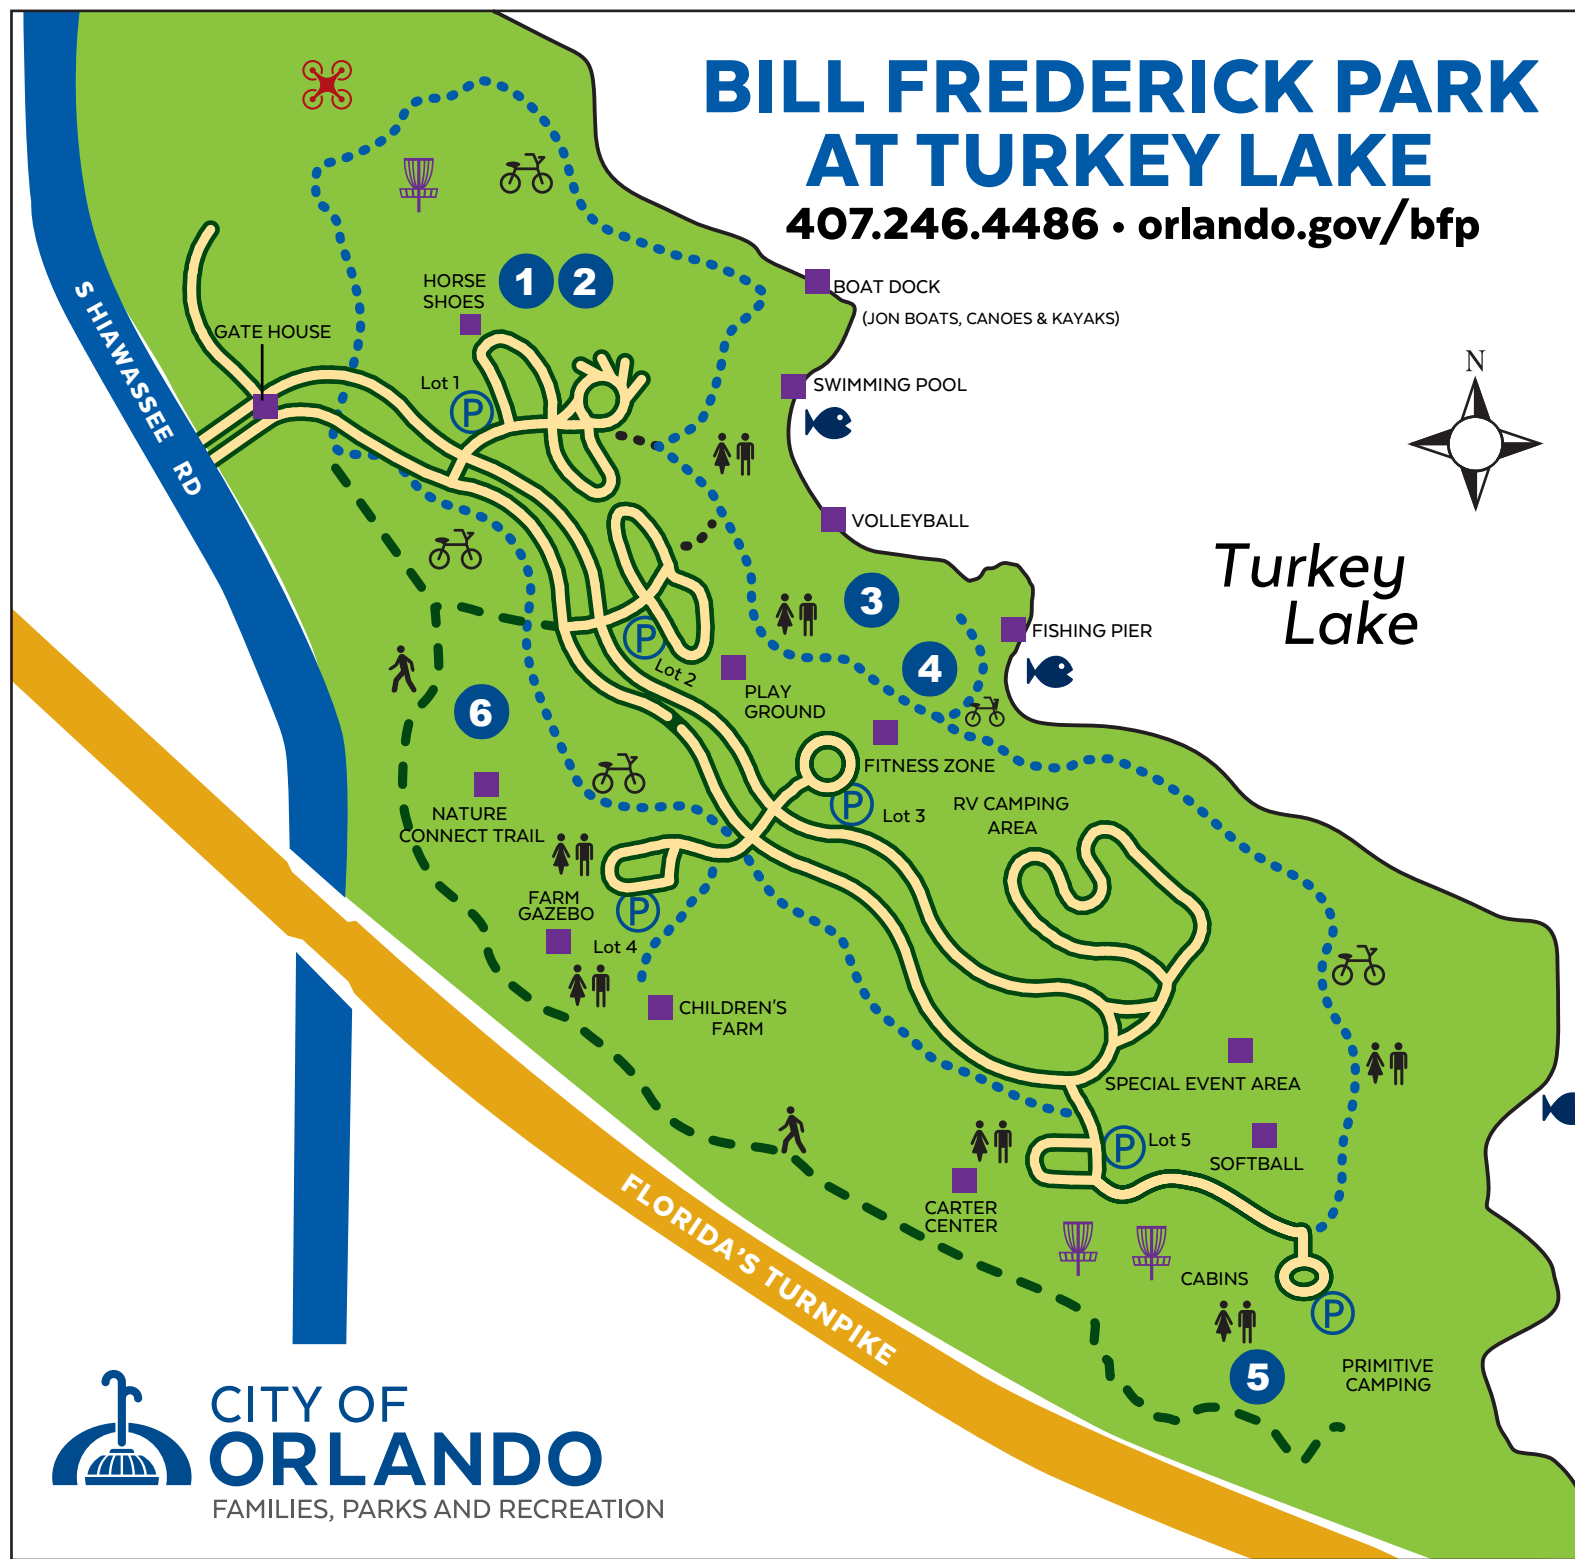 BILL FREDERICK PARK
AT TURKEY LAKE
407.246.4486 • orlando.gov/bfp
HORSE
SHOES
1
2
BOAT DOCK
(JON BOATS, CANOES & KAYAKS)
S HIAWASSEE RD
GATE HOUSE
Lot 1
P
SWIMMING POOL
N
VOLLEYBALL
Turkey
Lake
3
FISHING PIER
P
Lot 2
4
PLAY
GROUND
6
FITNESS ZONE
NATURE
CONNECT TRAIL
P
Lot 3
RV CAMPING
AREA
FARM
GAZEBO
P
Lot 4
CHILDREN'S
FARM
SPECIAL EVENT AREA
P
Lot 5
SOFTBALL
CARTER
CENTER
FLORIDA'S TURNPIKE
CABINS
P
5
PRIMITIVE
CAMPING
CITY OF
ORLANDO
FAMILIES, PARKS AND RECREATION